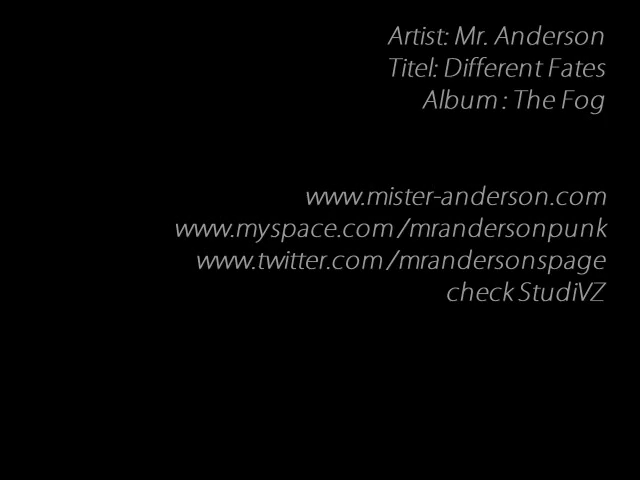 Artist: Mr. Anderson
Titel: Different Fates
Album : The Fog
www.mister-anderson.com
www.myspace.com/mrandersonpunk
www.twitter.com/mrandersonspage
check StudiVZ